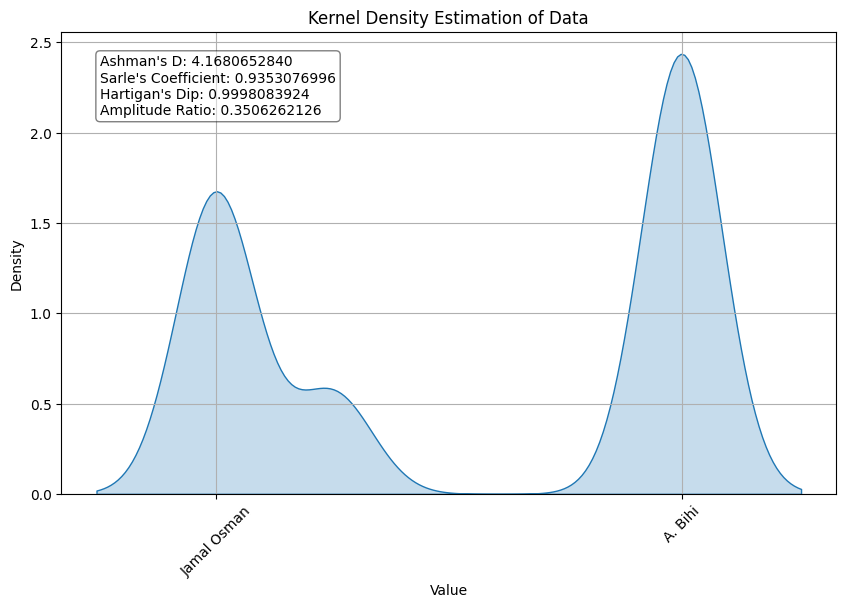 Kernel Density Estimation of Data
2.5
Ashman's D: 4.1680652840
Sarle's Coefficient: 0.9353076996
Hartigan's Dip: 0.9998083924
Amplitude Ratio: 0.3506262126
2.0
1.5
Density
1.0
0.5
0.0
Jamal Osman
A. Bihi
Value